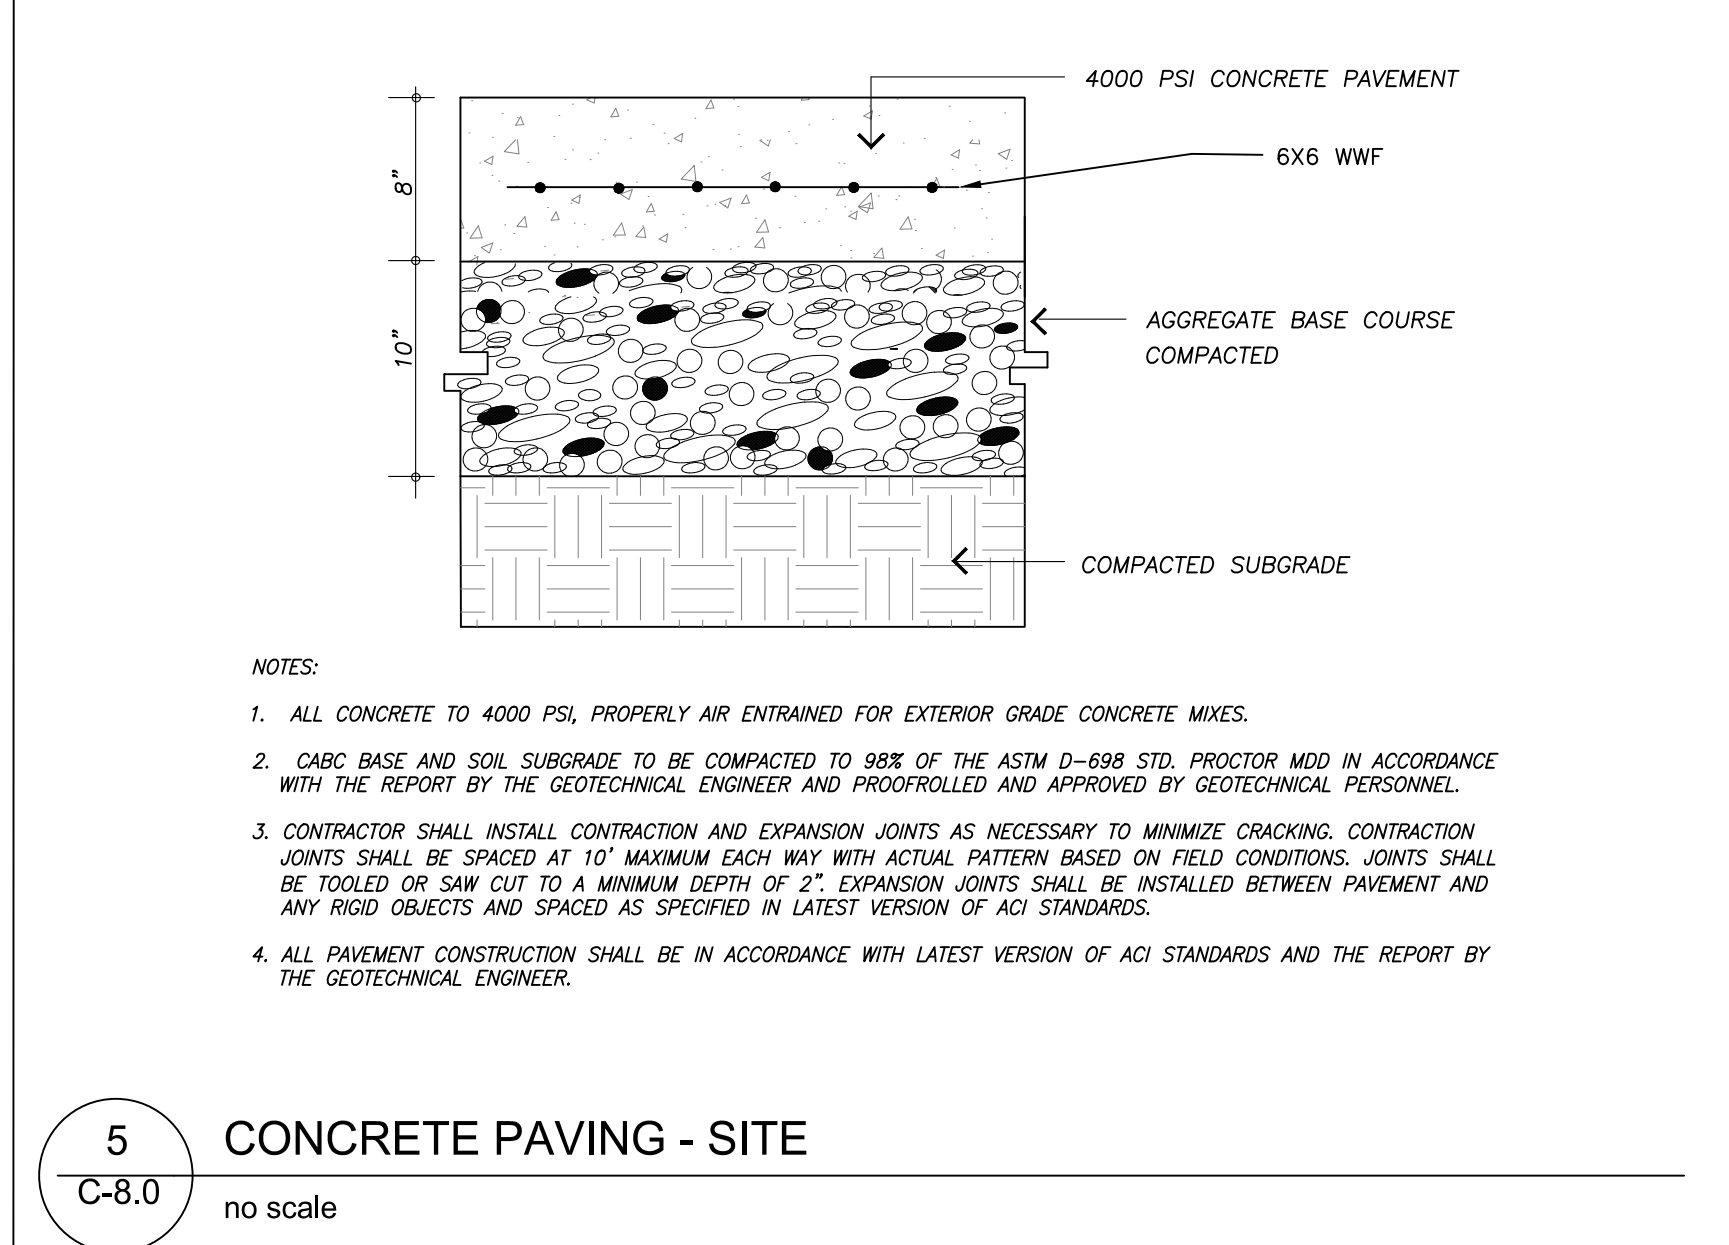 4000 PSI CONCRETE PAVEMENT
6X6 WWF
8"
10"
AGGREGATE BASE COURSE
COMPACTED
COMPACTED SUBGRADE
NOTES:
1. ALL CONCRETE TO 4000 PSI, PROPERLY AIR ENTRAINED FOR EXTERIOR GRADE CONCRETE MIXES.
2. CABC BASE AND SOIL SUBGRADE TO BE COMPACTED TO 98% OF THE ASTM D-698 STD. PROCTOR MDD IN ACCORDANCE
WITH THE REPORT BY THE GEOTECHNICAL ENGINEER AND PROOFROLLED AND APPROVED BY GEOTECHNICAL PERSONNEL.
3. CONTRACTOR SHALL INSTALL CONTRACTION AND EXPANSION JOINTS AS NECESSARY TO MINIMIZE CRACKING. CONTRACTION
JOINTS SHALL BE SPACED AT 10' MAXIMUM EACH WAY WITH ACTUAL PATTERN BASED ON FIELD CONDITIONS. JOINTS SHALL
BE TOOLED OR SAW CUT TO A MINIMUM DEPTH OF 2". EXPANSION JOINTS SHALL BE INSTALLED BETWEEN PAVEMENT AND
ANY RIGID OBJECTS AND SPACED AS SPECIFIED IN LATEST VERSION OF ACI STANDARDS.
4. ALL PAVEMENT CONSTRUCTION SHALL BE IN ACCORDANCE WITH LATEST VERSION OF ACI STANDARDS AND THE REPORT BY
THE GEOTECHNICAL ENGINEER.
5
CONCRETE PAVING - SITE
C-8.0
no scale